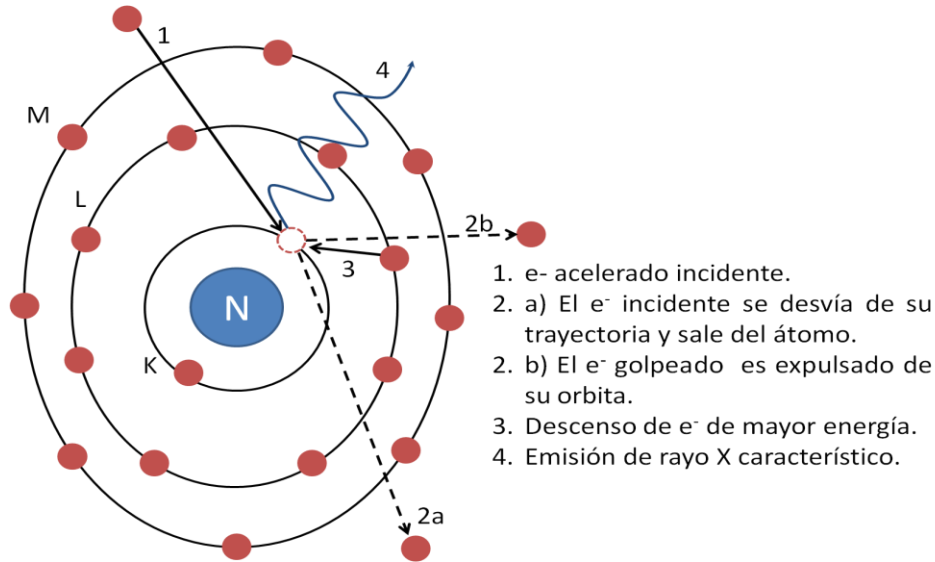 1
4
M
L
2b
3
N
K
2a
1. e- acelerado incidente.
2. a) El e⁻ incidente se desvía de su
trayectoria y sale del átomo.
2. b) El e⁻ golpeado es expulsado de
su orbita.
3. Descenso de e⁻ de mayor energía.
4. Emisión de rayo X característico.